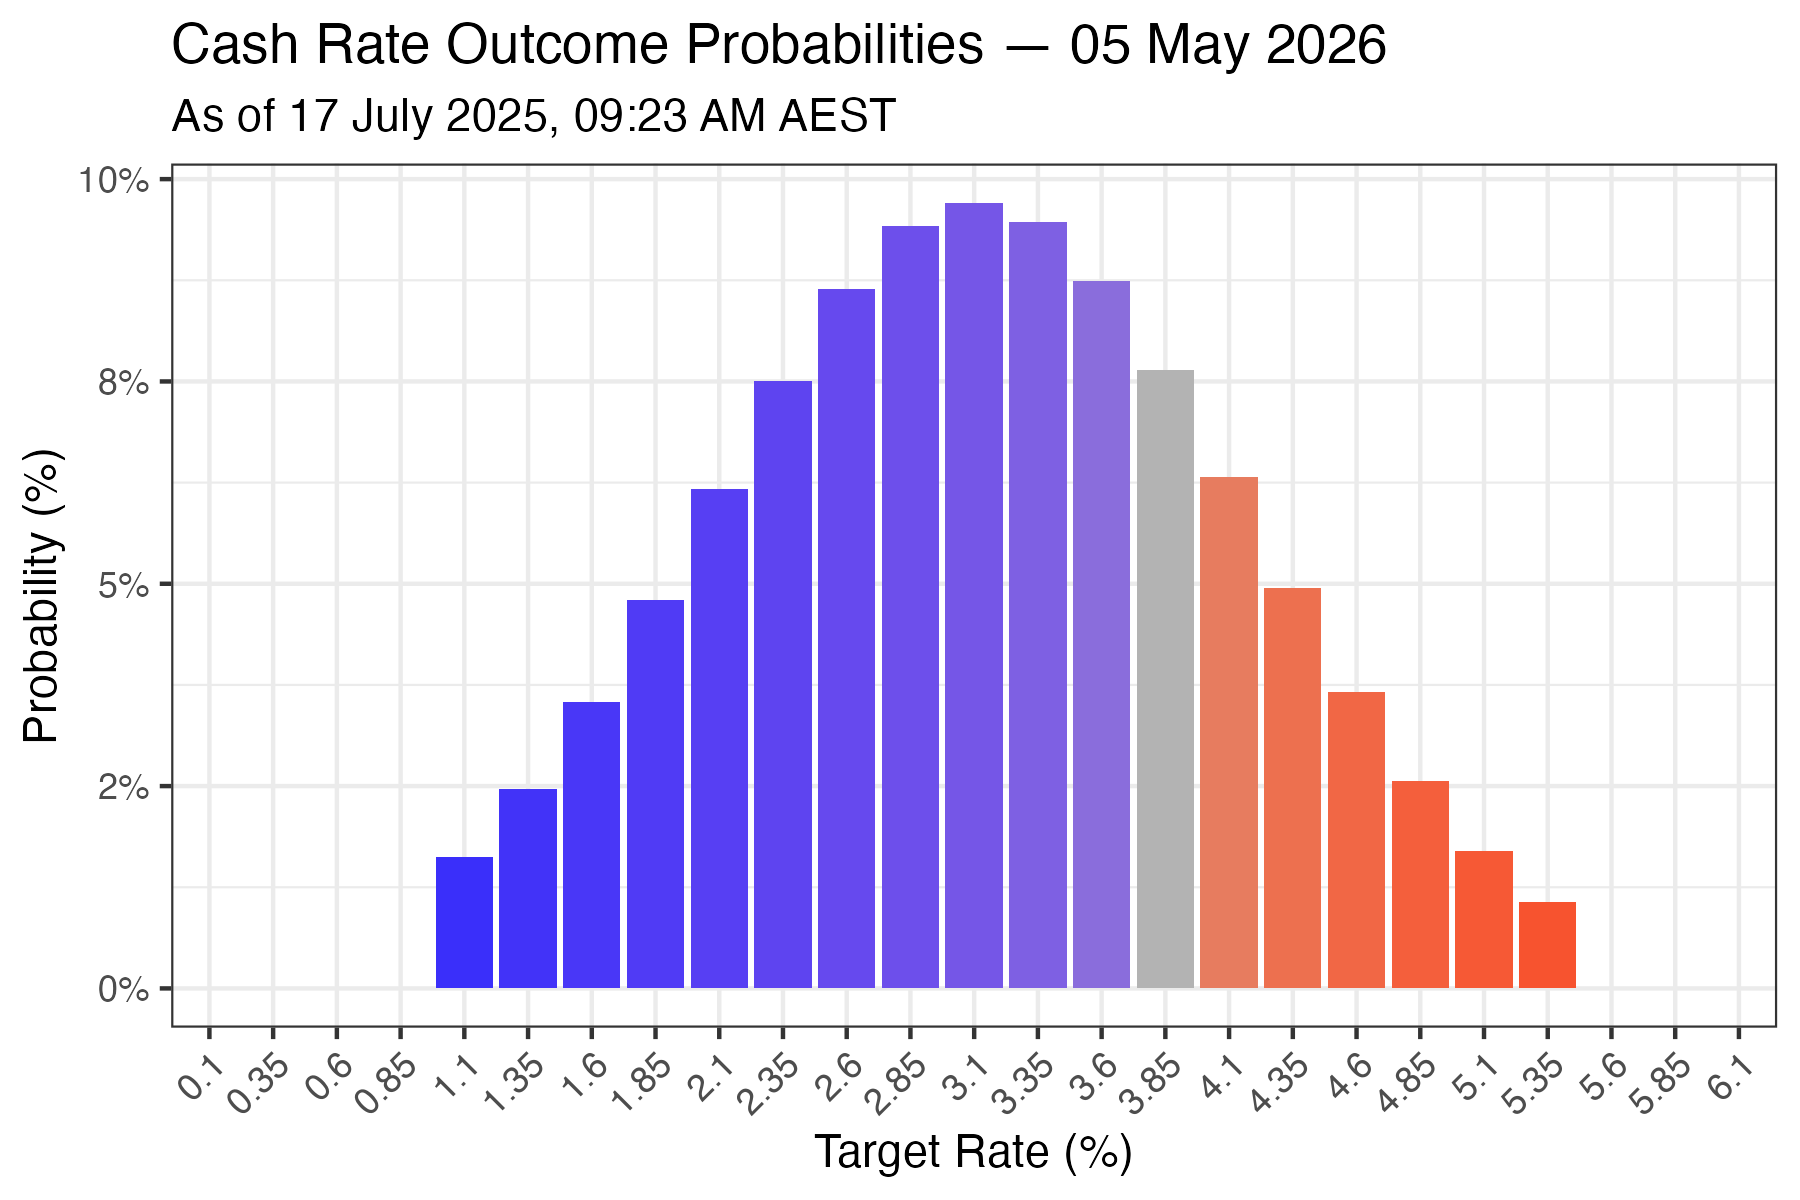 Cash Rate Outcome Probabilities — 05 May 2026
As of 17 July 2025, 09:23 AM AEST
Probability (%)
10%
8%
5%
2%
0%
0.1 0.35 0.6 0.85 1.1 1.35 1.6 1.85 2.1 2.35 2.6 2.85 3.1 3.35 3.6 3.85 4.1 4.35 4.6 4.85 5.1 5.35 5.6 5.85 6.1
Target Rate (%)